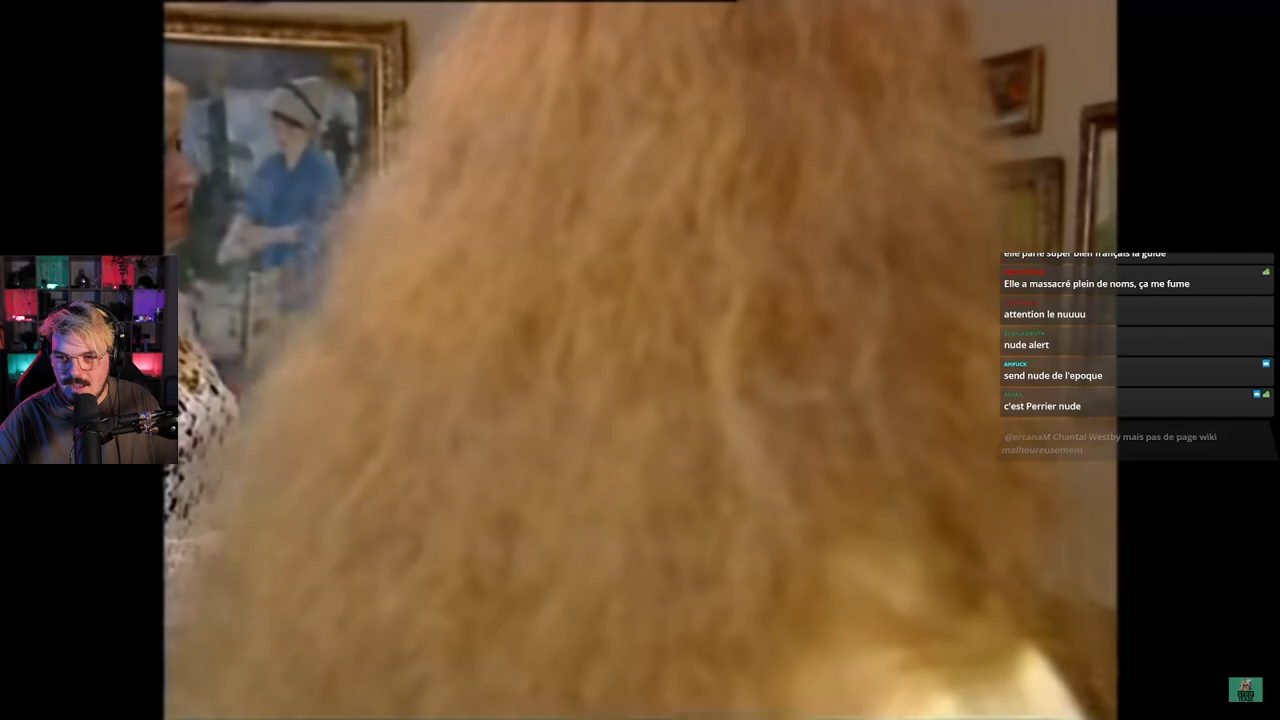 elle parle super bien français la guide
Elle a massacré plein de noms, ça me fume
attention le nuuuu
nude alert
AHPUCK
send nude de l'epoque
c'est Perrier nude
@ercanaM Chantal Westby mais pas de page wiki
malheureusement